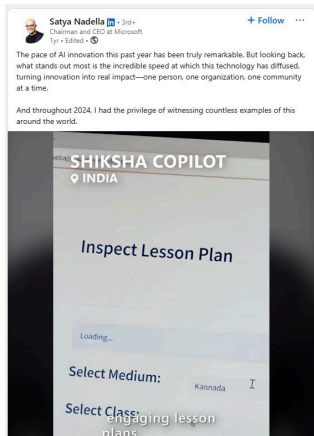 Satya Nadella in • 3rd+
+ Follow ...
Chairman and CEO at Microsoft
1yr • Edited •
The pace of AI innovation this past year has been truly remarkable. But looking back,
what stands out most is the incredible speed at which this technology has diffused,
turning innovation into real impact—one person, one organization, one community
at a time.
And throughout 2024, I had the privilege of witnessing countless examples of this
around the world.
SHIKSHA COPILOT
INDIA
Inspect Lesson Plan
Loading...
Select Medium:
Kannada
Select Class:
engaging lesson
plans